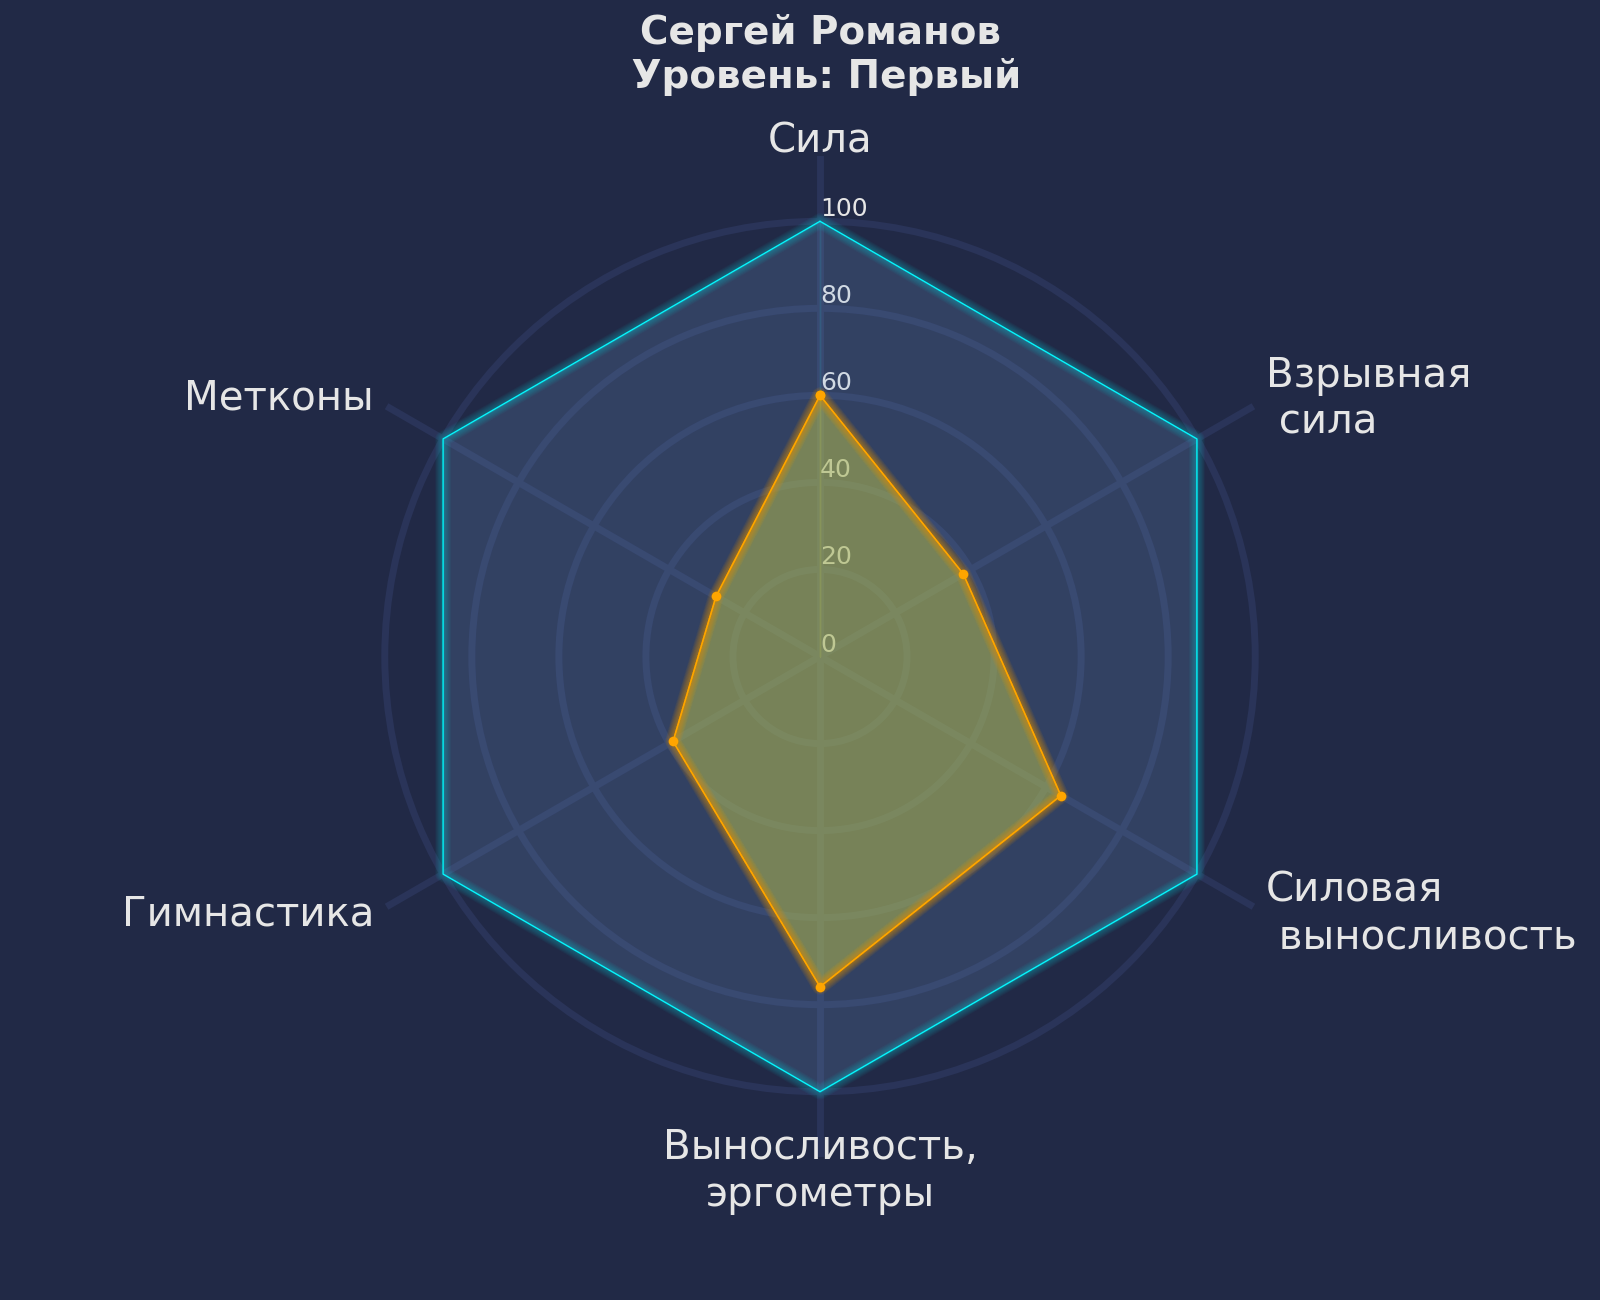 Сергей Романов
Уровень: Первый
Сила
100
80
60
40
20
0
Взрывная
сила
Силовая
выносливость
Выносливость,
эргометры
Гимнастика
Метконы